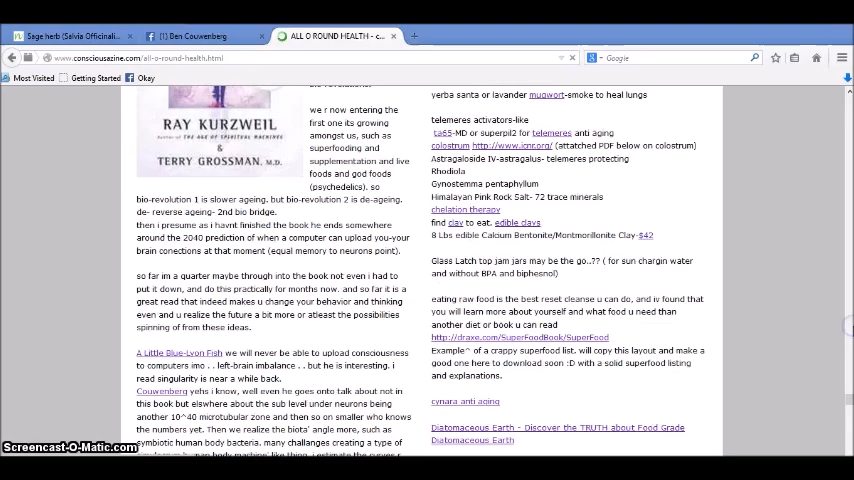 Sage herb (Salvia Officinali...
[f] Ben Couwenberg
ALL O ROUND HEALTH - c...
www.consciousazine.com/all-o-round-health.html
Google
Most Visited
Getting Started
Okay
RAY KURZWEIL
&
TERRY GROSSMAN, M.D.
we r now entering the
first one its growing
amongst us, such as
superfooding and
supplementation and live
foods and god foods
(psychedelics). so
bio-revolution 1 is slower ageing. but bio-revolution 2 is de-ageing.
de- reverse ageing- 2nd bio bridge.
then i presume as i havnt finished the book he ends somewhere
around the 2040 prediction of when a computer can upload you-your
brain conections at that moment (equal memory to neurons point).
so far im a quarter maybe through into the book not even i had to
put it down, and do this practically for months now. and so far it is a
great read that indeed makes u change your behavior and thinking
even and u realize the future a bit more or atleast the possibilities
spinning of from these ideas.
A Little Blue-Lyon Fish we will never be able to upload consciousness
to computers imo . . left-brain imbalance . . but he is interesting. i
read singularity is near a while back.
Couwenberg yehs i know, well even he goes onto talk about not in
this book but elswhere about the sub level under neurons being
another 10^40 microtubular zone and then so on smaller who knows
the numbers yet. Then we realize the biota' angle more, such as
symbiotic human body bacteria. many challenges creating a type of
yerba santa or lavander mugwort-smoke to heal lungs
telemeres activators-like
ta65-MD or superpil2 for telemeres anti aging
colostrum http://www.icnr.org/ (attatched PDF below on colostrum)
Astragaloside IV-astragalus- telemeres protecting
Rhodiola
Gynostemma pentaphyllum
Himalayan Pink Rock Salt- 72 trace minerals
chelation therapy
find clay to eat. edible clays
8 Lbs edible Calcium Bentonite/Montmorillonite Clay-$42
Glass Latch top jam jars may be the go..?? ( for sun chargin water
and without BPA and biphesnol)
eating raw food is the best reset cleanse u can do, and iv found that
you will learn more about yourself and what food u need than
another diet or book u can read
http://draxe.com/SuperFoodBook/SuperFood
Example^ of a crappy superfood list. will copy this layout and make a
good one here to download soon :D with a solid superfood listing
and explanations.
cynara anti aging
Diatomaceous Earth - Discover the TRUTH about Food Grade
Diatomaceous Earth
Screencast-O-Matic.com